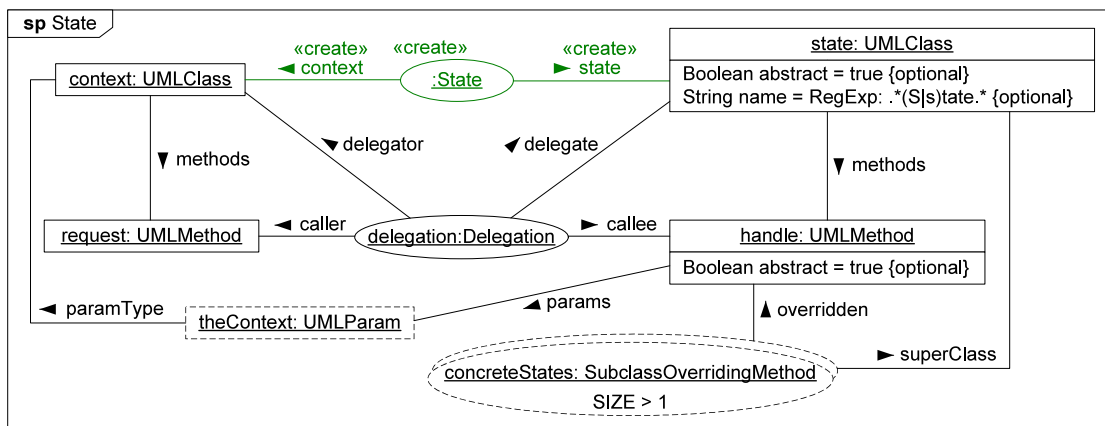 sp State
«create» «create» «create»
◄ context ► state
context: UMLClass
:State
state: UMLClass
Boolean abstract = true {optional}
String name = RegExp: .*(S|s)tate.* {optional}
▼ methods
◄ delegator
delegate
▼ methods
request: UMLMethod
◄ caller
delegation:Delegation
► callee
handle: UMLMethod
Boolean abstract = true {optional}
◄ paramType
theContext: UMLParam
◄ params
▲ overridden
concreteStates: SubclassOverridingMethod
SIZE > 1
► superClass